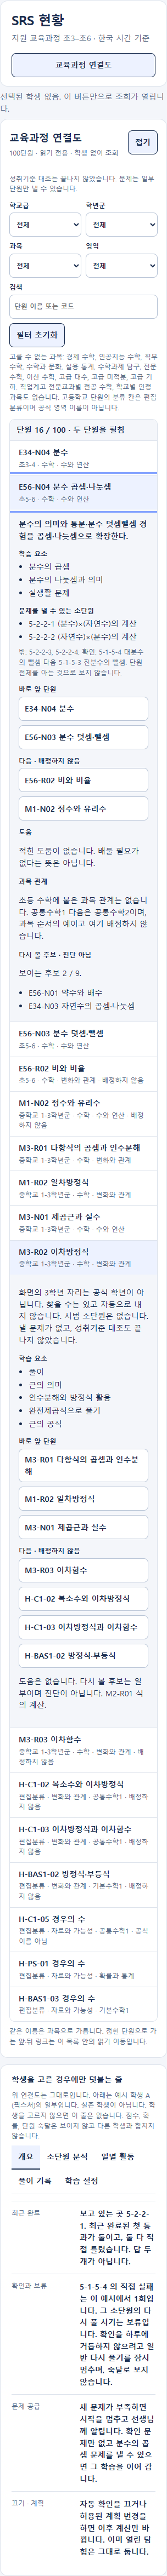 SRS 현황
지원 교육과정 초3–초6 · 한국 시간 기준
교육과정 연결도
선택된 학생 없음. 이 버튼만으로 조회가 열립니
다.
교육과정 연결도
100단원 · 읽기 전용 · 학생 없이 조회
접기
성취기준 대조는 끝나지 않았습니다. 문제는 일부
단원만 낼 수 있습니다.
학교급
학년군
전체
전체
과목
영역
전체
전체
검색
단원 이름 또는 코드
필터 초기화
고를 수 없는 과목: 경제 수학, 인공지능 수학, 직무
수학, 수학과 문화, 실용 통계, 수학과제 탐구, 전문
수학, 이산 수학, 고급 대수, 고급 미적분, 고급 기
하, 직업계고 전문교과별 전공 수학, 학교별 인정
과목도 없습니다. 고등학교 단원의 분류 칸은 편집
분류이며 공식 영역 이름이 아닙니다.
단원 16 / 100 · 두 단원을 펼침
E34-N04 분수
초3-4 · 수학 · 수와 연산
E56-N04 분수 곱셈·나눗셈
초5-6 · 수학 · 수와 연산
분수의 의미와 통분·분수 덧셈뺄셈 경
험을 곱셈·나눗셈으로 확장한다.
학습 요소
• 분수의 곱셈
• 분수의 나눗셈과 의미
• 실생활 문제
문제를 낼 수 있는 소단원
• 5-2-2-1 (분수)×(자연수)의 계산
• 5-2-2-2 (자연수)×(분수)의 계산
밖: 5-2-2-3, 5-2-2-4. 확인: 5-1-5-4 대분수
의 뺄셈 다음 5-1-5-3 진분수의 뺄셈. 단원
전체를 아는 것으로 보지 않습니다.
바로 앞 단원
E34-N04 분수
E56-N03 분수 덧셈·뺄셈
다음 · 배정하지 않음
E56-R02 비와 비율
M1-N02 정수와 유리수
도움
적힌 도움이 없습니다. 배울 필요가
없다는 뜻은 아닙니다.
과목 관계
초등 수학에 붙은 과목 관계는 없습니
다. 공통수학1 다음은 공통수학2이며,
과목 순서의 예이고 여기 배정하지 않
습니다.
다시 볼 후보 · 진단 아님
보이는 후보 2 / 9.
• E56-N01 약수와 배수
• E34-N03 자연수의 곱셈·나눗셈
E56-N03 분수 덧셈·뺄셈
초5-6 · 수학 · 수와 연산
E56-R02 비와 비율
초5-6 · 수학 · 변화와 관계 · 배정하지 않음
M1-N02 정수와 유리수
중학교 1-3학년군 · 수학 · 수와 연산 · 배정
하지 않음
M3-R01 다항식의 곱셈과 인수분해
중학교 1-3학년군 · 수학 · 변화와 관계
M1-R02 일차방정식
중학교 1-3학년군 · 수학 · 변화와 관계
M3-N01 제곱근과 실수
중학교 1-3학년군 · 수학 · 수와 연산
M3-R02 이차방정식
중학교 1-3학년군 · 수학 · 변화와 관계
화면의 3학년 자리는 공식 학년이 아
닙니다. 찾을 수는 있고 자동으로 내
지 않습니다. 시범 소단원은 없습니다.
낼 문제가 없고, 성취기준 대조도 끝
나지 않았습니다.
학습 요소
• 풀이
• 근의 의미
• 인수분해와 방정식 활용
• 완전제곱식으로 풀기
• 근의 공식
바로 앞 단원
M3-R01 다항식의 곱셈과 인수분
해
M1-R02 일차방정식
M3-N01 제곱근과 실수
다음 · 배정하지 않음
M3-R03 이차함수
H-C1-02 복소수와 이차방정식
H-C1-03 이차방정식과 이차함수
H-BAS1-02 방정식·부등식
도움은 없습니다. 다시 볼 후보는 일
부이며 진단이 아닙니다. M2-R01 식
의 계산.
M3-R03 이차함수
중학교 1-3학년군 · 수학 · 변화와 관계 · 배
정하지 않음
H-C1-02 복소수와 이차방정식
편집분류 · 변화와 관계 · 공통수학1 · 배정하
지 않음
H-C1-03 이차방정식과 이차함수
편집분류 · 변화와 관계 · 공통수학1 · 배정하
지 않음
H-BAS1-02 방정식·부등식
편집분류 · 변화와 관계 · 기본수학1 · 배정하
지 않음
H-C1-05 경우의 수
편집분류 · 자료와 가능성 · 공통수학1 · 공식
이름 아님
H-PS-01 경우의 수
편집분류 · 자료와 가능성 · 확률과 통계
H-BAS1-03 경우의 수
편집분류 · 자료와 가능성 · 기본수학1
같은 이름은 과목으로 가릅니다. 접힌 단원으로 가
는 앞·뒤 링크는 이 목록 안의 읽기 이동입니다.
학생을 고른 경우에만 덧붙는 줄
위 연결도는 그대로입니다. 아래는 예시 학생 A
(픽스처)의 일부입니다. 실존 학생이 아닙니다. 학
생을 고르지 않으면 이 줄은 없습니다. 점수, 확
률, 단원 숙달은 보이지 않고 다른 학생과 합치지
않습니다.
개요
소단원 분석
일별 활동
풀이 기록
학습 설정
최근 완료
보고 있는 곳 5-2-2-
1. 최근 완료된 첫 통
과가 둘이고, 둘 다 직
접 틀렸습니다. 답 두
개가 아닙니다.
확인과 보류
5-1-5-4 의 직접 실패
는 이 예시에서 1회입
니다. 그 소단원의 다
시 풀 시기는 보류입
니다. 확인을 하루에
거듭하지 않으려고 일
반 다시 풀기를 잠시
멈추며, 숙달로 보지
않습니다.
문제 공급
새 문제가 부족하면
시작을 멈추고 선생님
께 알립니다. 확인 문
제만 없고 분수의 곱
셈 문제를 낼 수 있으
면 그 학습을 이어 갑
니다.
끄기 · 계획
자동 확인을 끄거나
허용된 계획 변경을
하면 이후 계산만 바
뀝니다. 이미 열린 탐
험은 그대로 둡니다.